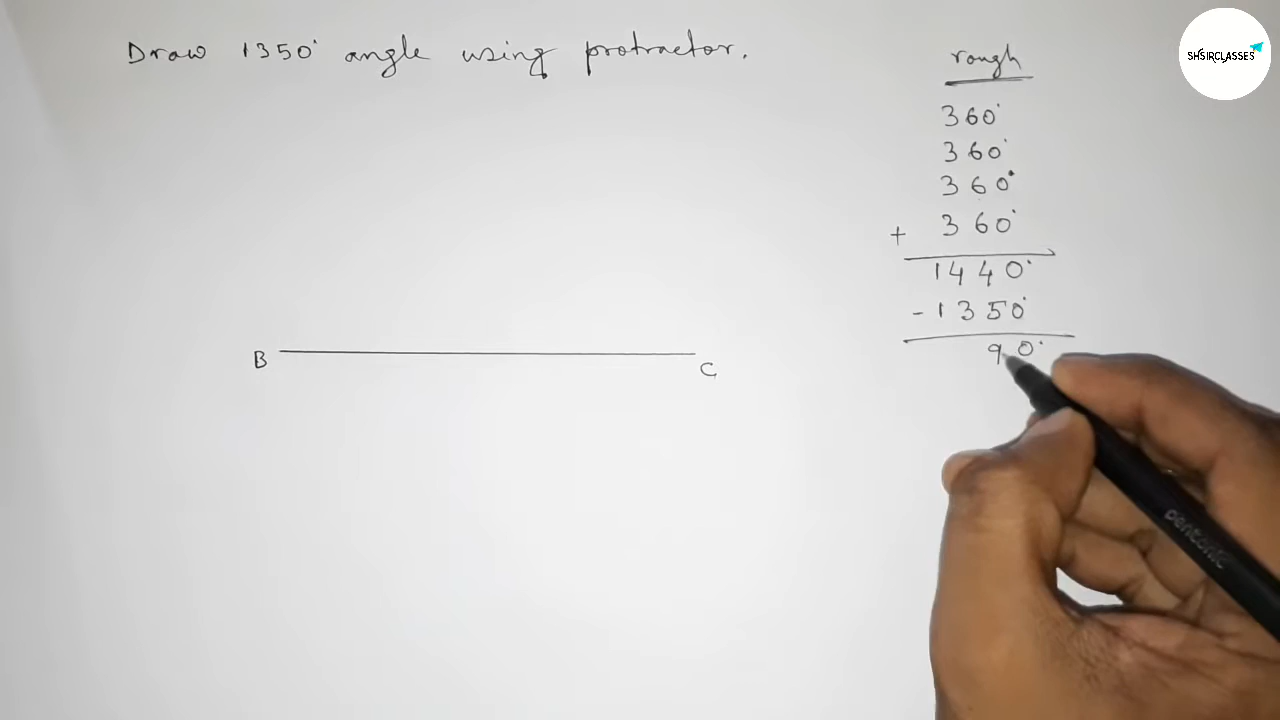 Draw 1350° angle using protractor.
rough
360°
360°
360°
+ 360°
1440°
- 1350°
90°
B
C
SHSIRCLASSES
pentonic